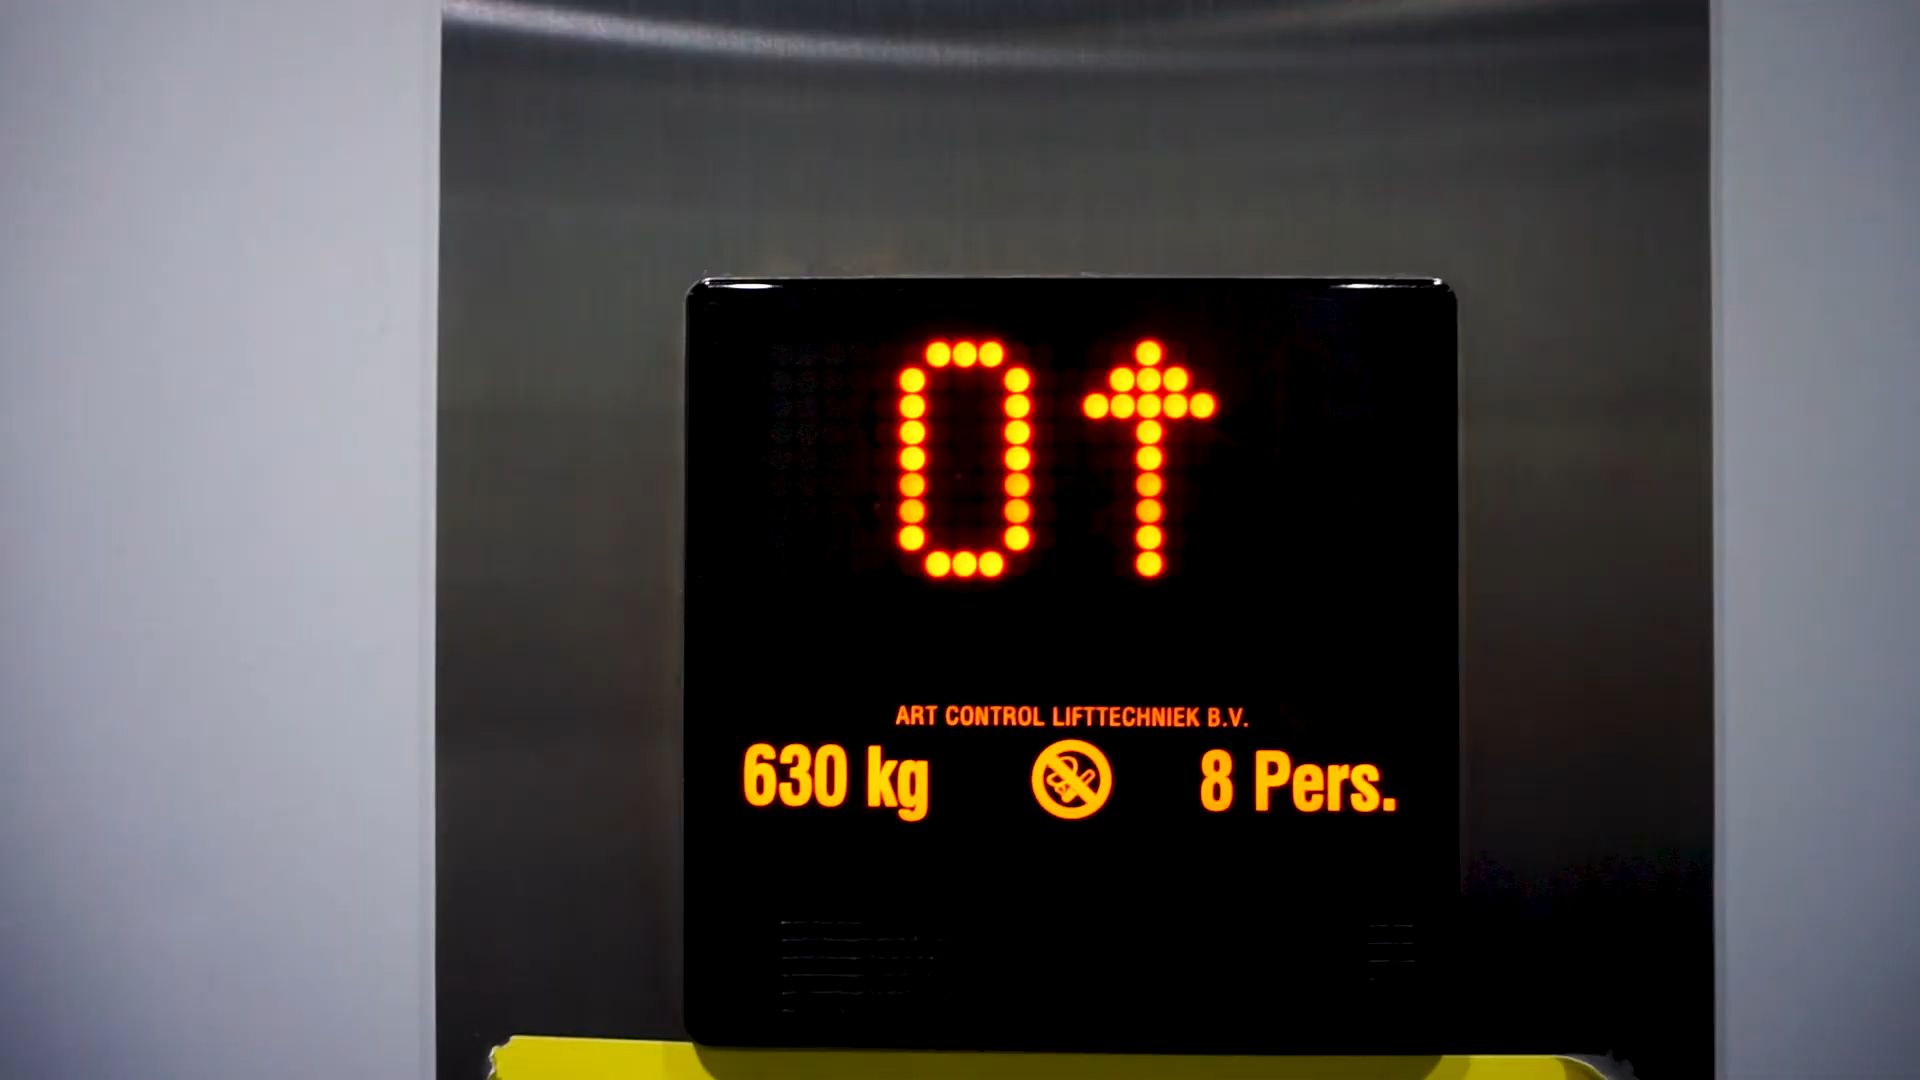 0↑
ART CONTROL LIFTTECHNIEK B.V.
630 kg 8 Pers.